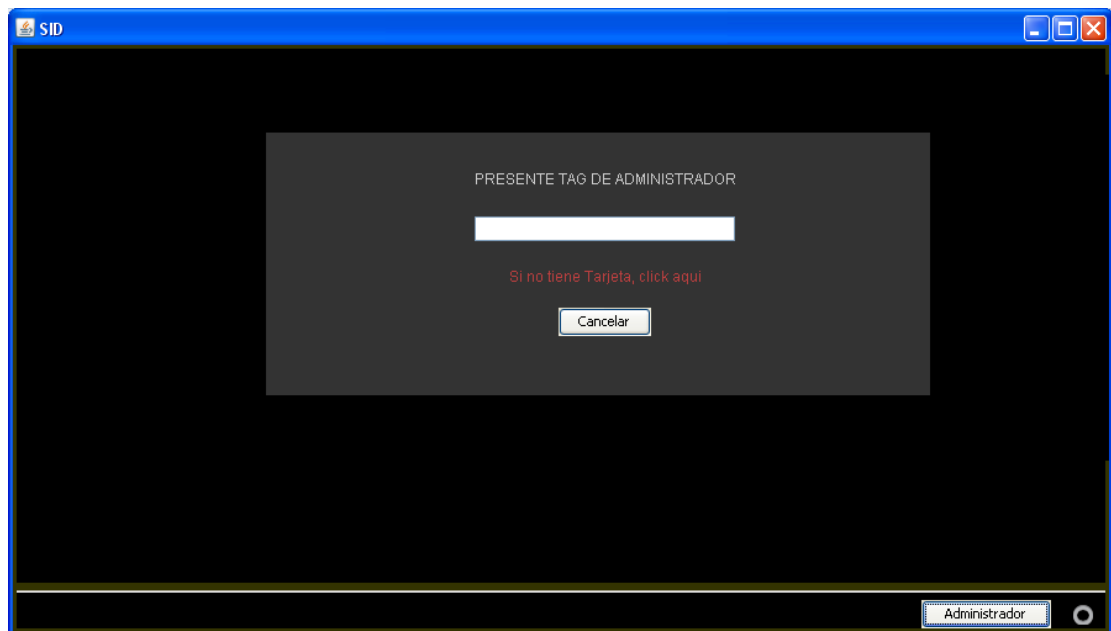 SID
PRESENTE TAG DE ADMINISTRADOR
Si no tiene Tarjeta, click aqui
Cancelar
Administrador